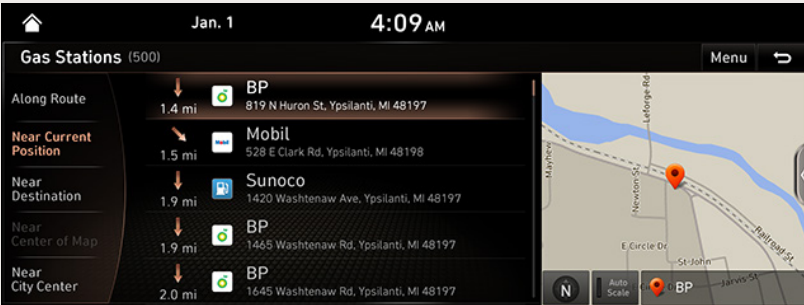 Jan. 1
4:09 AM
Gas Stations (500)
Menu
Along Route
Near Current
Position
Near
Destination
Near
Center of Map
Near
City Center
1.4 mi
BP
819 N Huron St, Ypsilanti, MI 48197
1.5 mi
Mobil
Mobil
528 E Clark Rd, Ypsilanti, MI 48198
1.9 mi
Sunoco
1420 Washtenaw Ave, Ypsilanti, MI 48197
1.9 mi
BP
1465 Washtenaw Rd, Ypsilanti, MI 48197
2.0 mi
BP
1645 Washtenaw Rd, Ypsilanti, MI 48197
Leforge-Rd
Mayhew
Newton-St
E Circle Dr
Railroad-St
St-John
Jarvis-St
N
Auto
Scale
BP